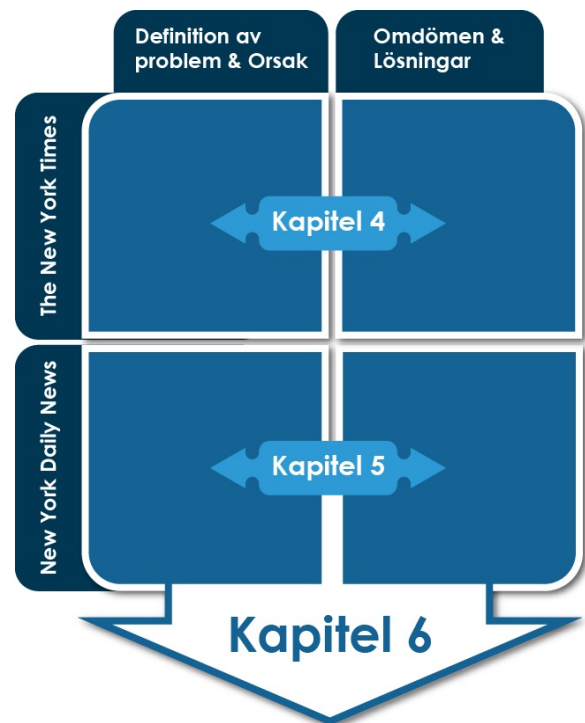 Definition av
problem & Orsak
Omdömen &
Lösningar
The New York Times
Kapitel 4
New York Daily News
Kapitel 5
Kapitel 6